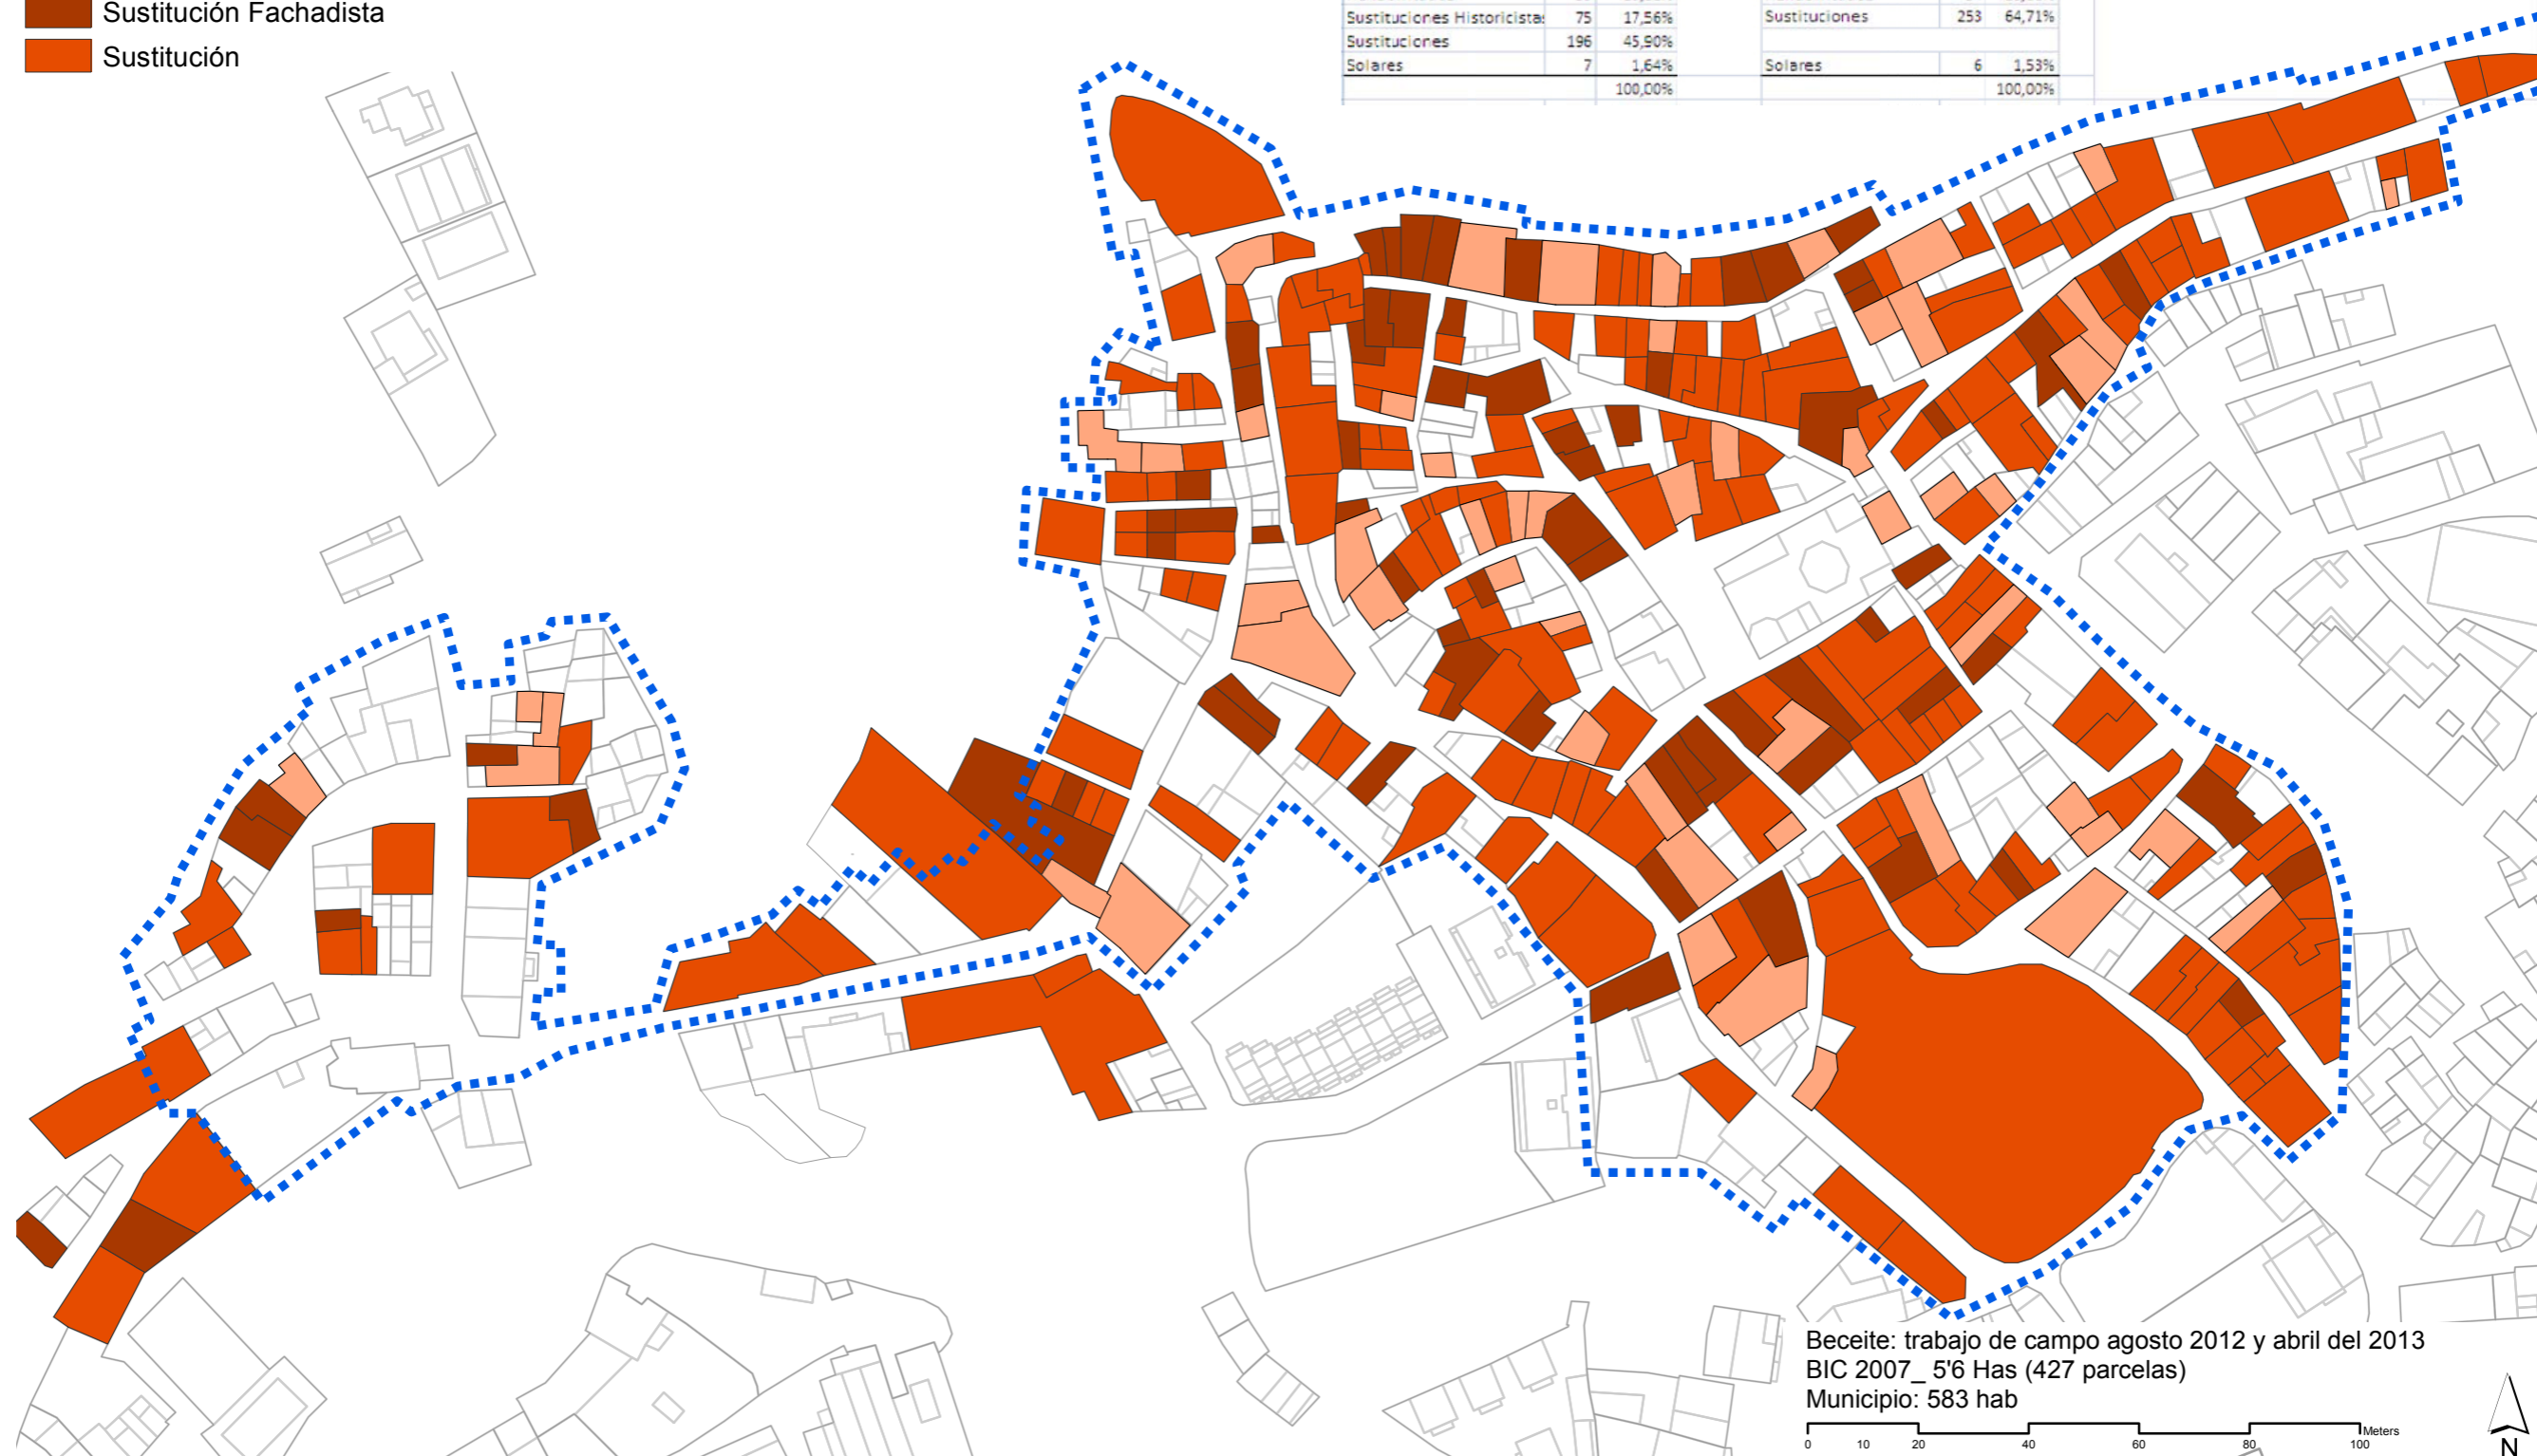 Sustitución Fachadista
Sustitución
Sustituciones Historicistas 75 17,56% Sustituciones 253 64,71%
Sustituciones 196 45,90%
Solares 7 1,64% Solares 6 1,53%
100,00% 100,00%
Beceite: trabajo de campo agosto 2012 y abril del 2013
BIC 2007_ 5'6 Has (427 parcelas)
Municipio: 583 hab
Meters
0 10 20 40 60 80 100
N